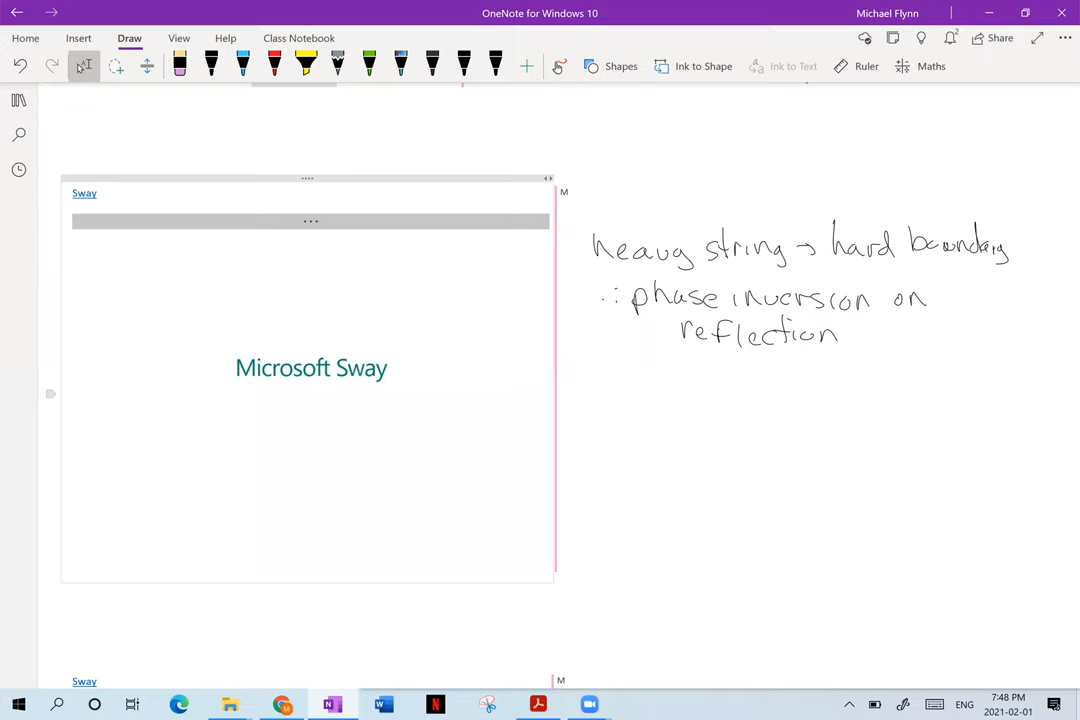 OneNote for Windows 10
Michael Flynn
Home Insert Draw View Help Class Notebook
Share
Shapes Ink to Shape Ink to Text Ruler Maths
Sway
M
heavy string → hard boundary
∴ phase inversion on
reflection
Microsoft Sway
Sway
M
ENG
7:48 PM
2021-02-01